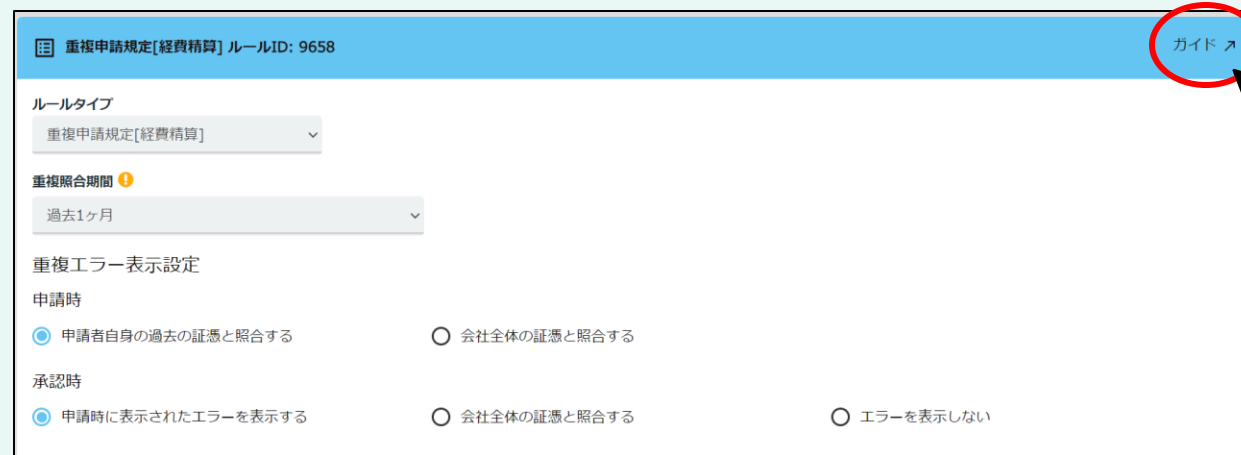 重複申請規定[経費精算] ルールID: 9658
ガイド
ルールタイプ
重複申請規定[経費精算]
重複照合期間
過去1ヶ月
重複エラー表示設定
申請時
申請者自身の過去の証憑と照合する
会社全体の証憑と照合する
承認時
申請時に表示されたエラーを表示する
会社全体の証憑と照合する
エラーを表示しない